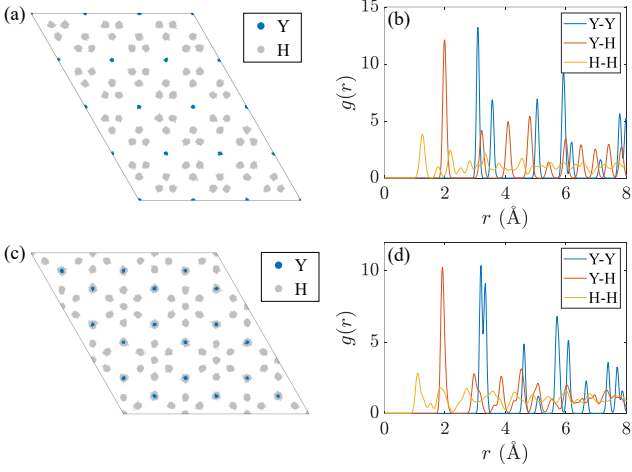 (a)
Y
H
(b)
15
10
5
0
g(r)
Y-Y
Y-H
H-H
0 2 4 6 8
r (Å)
(c)
Y
H
(d)
10
5
0
g(r)
Y-Y
Y-H
H-H
0 2 4 6 8
r (Å)